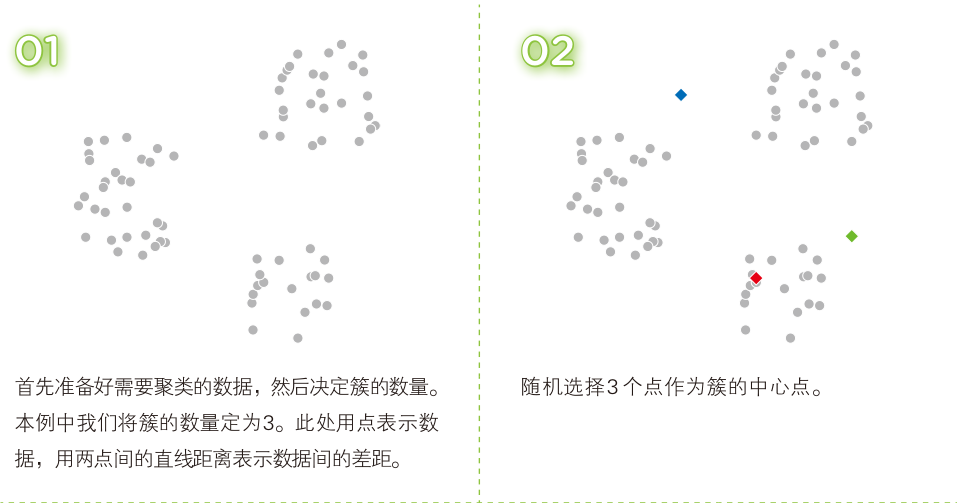 01
首先准备好需要聚类的数据，然后决定簇的数量。
本例中我们将簇的数量定为3。此处用点表示数
据，用两点间的直线距离表示数据间的差距。
02
随机选择3个点作为簇的中心点。